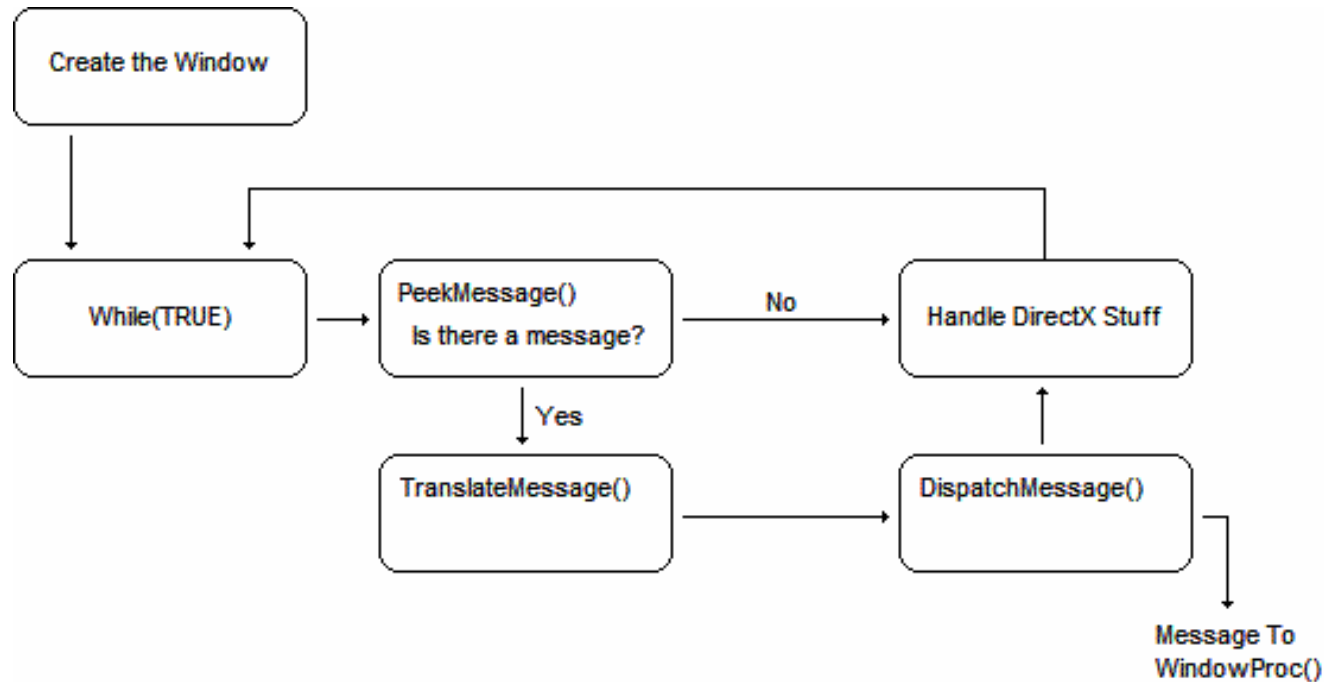 Create the Window
While(TRUE)
PeekMessage()
Is there a message?
No
Handle DirectX Stuff
Yes
TranslateMessage()
DispatchMessage()
Message To
WindowProc()